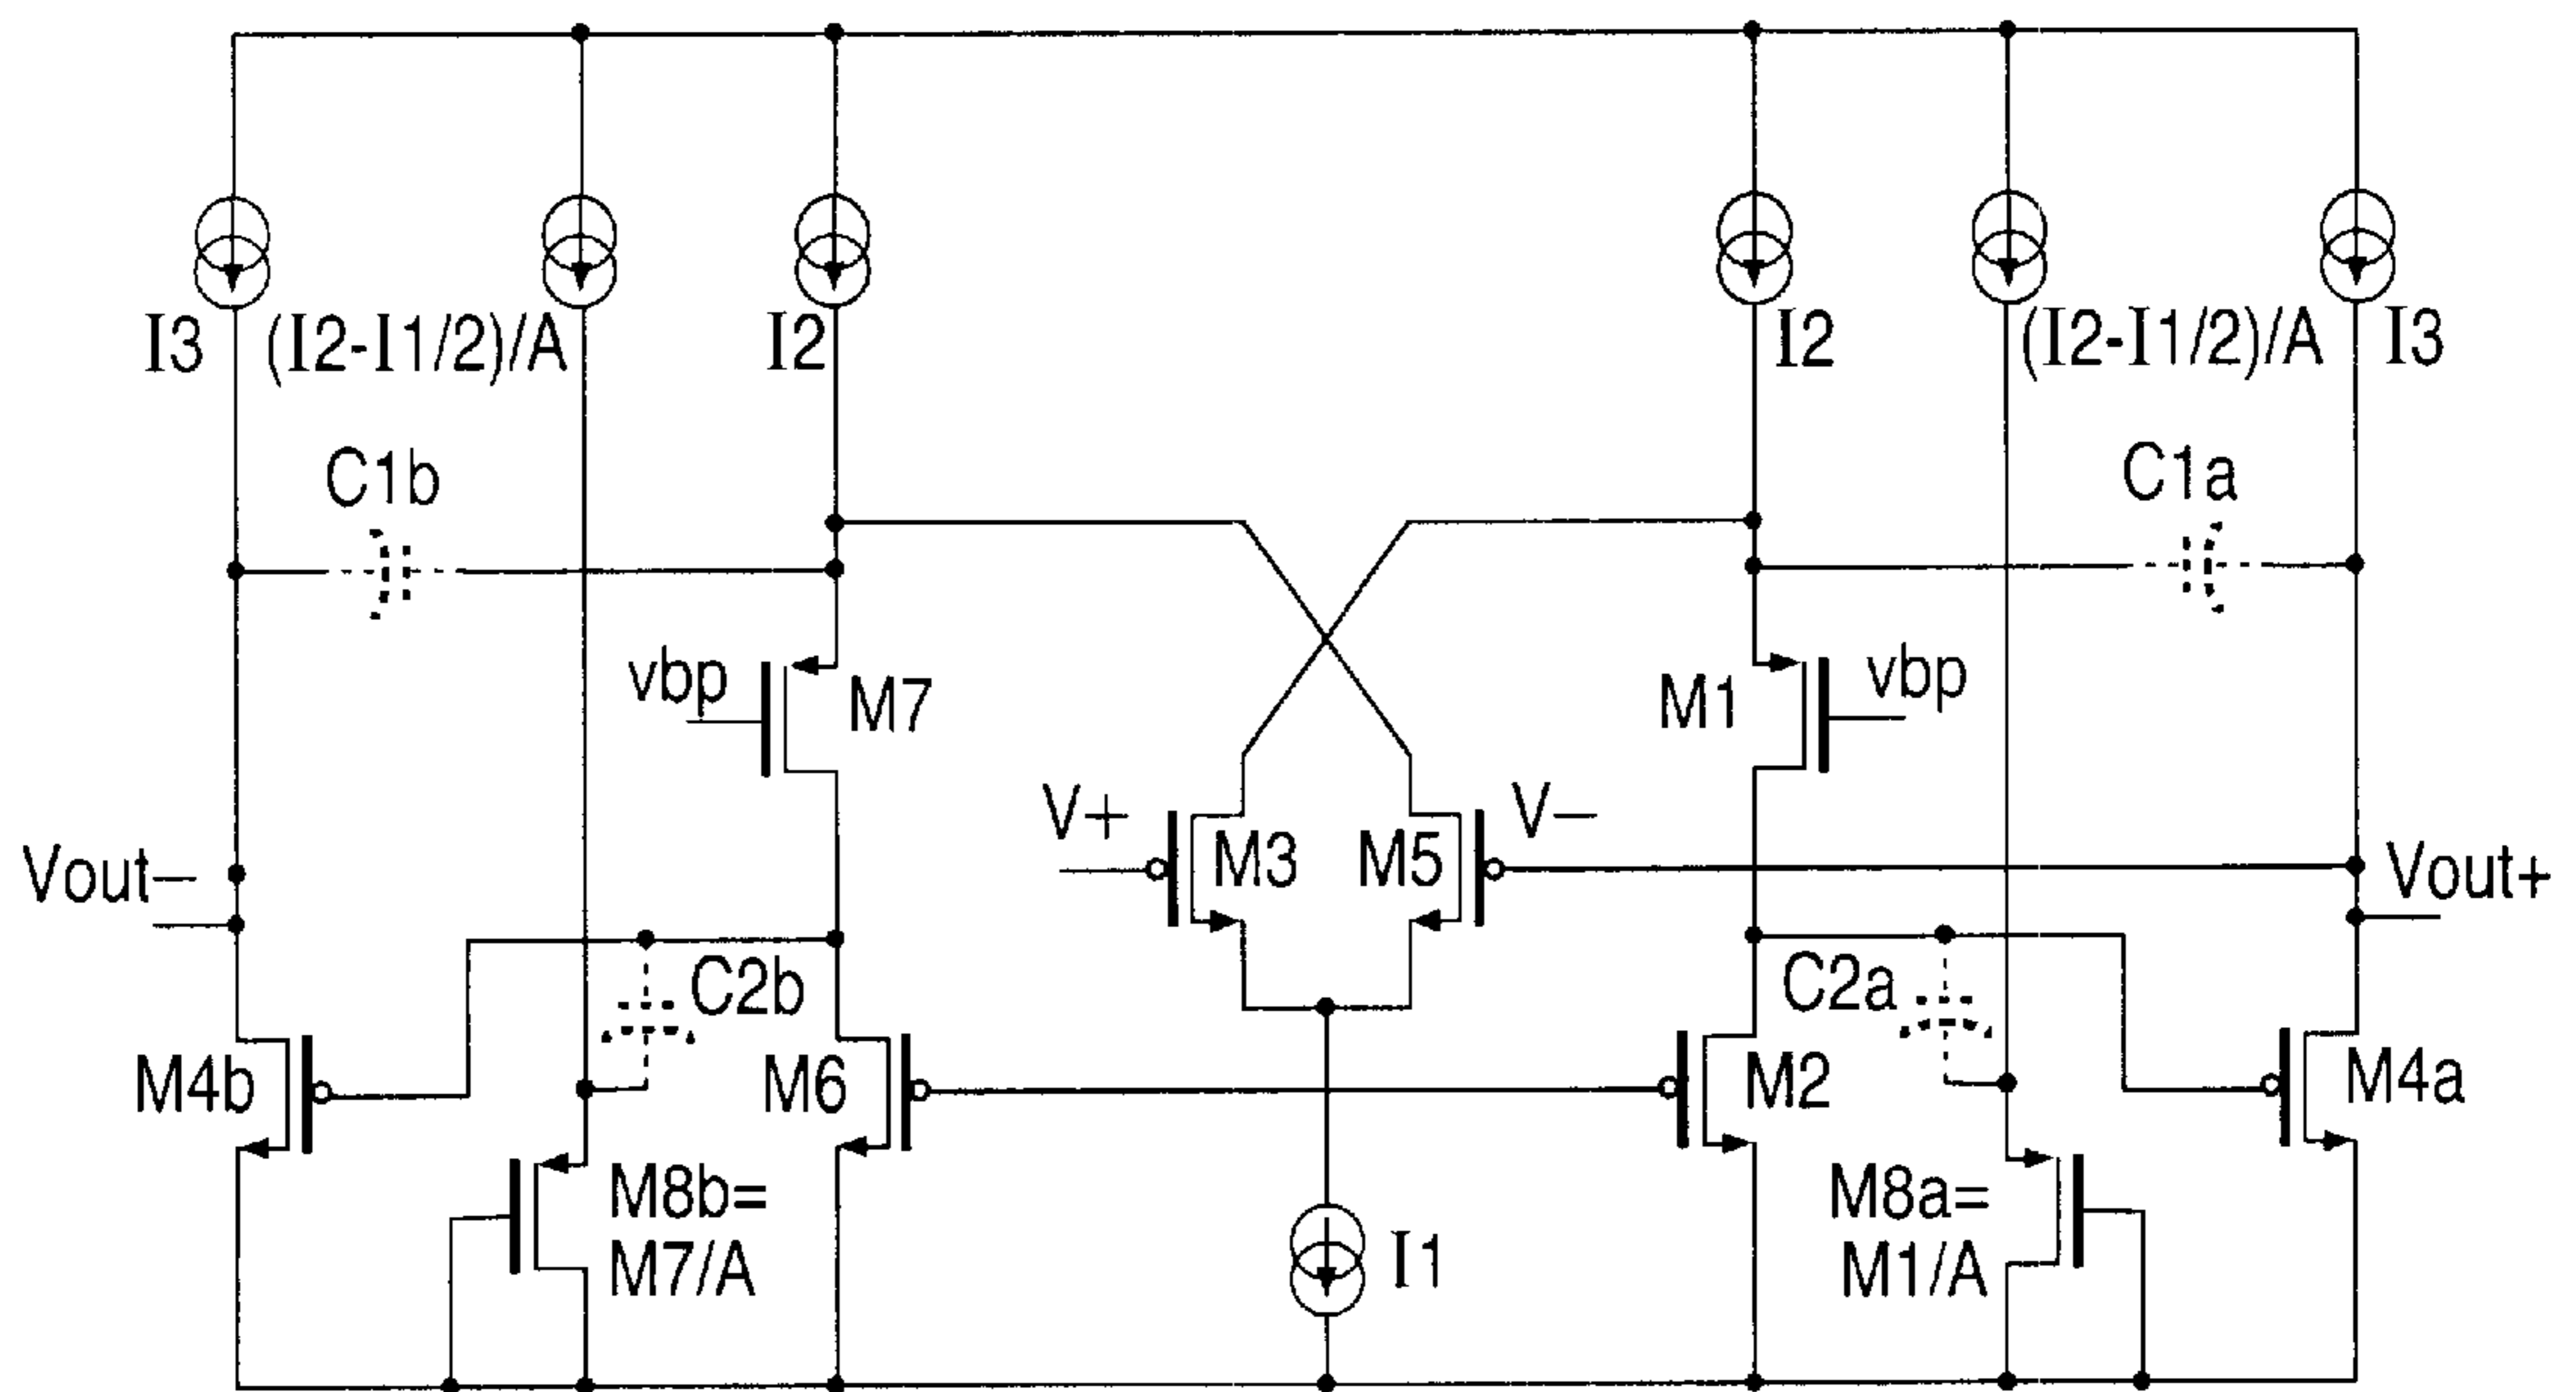 I3 (I2-I1/2)/A I2 I2 (I2-I1/2)/A I3
C1b C1a
vbp M7 M1 vbp
V+ M3 M5 V−
Vout− Vout+
C2b C2a
M4b M6 M2 M4a
M8b= M8a=
M7/A I1 M1/A